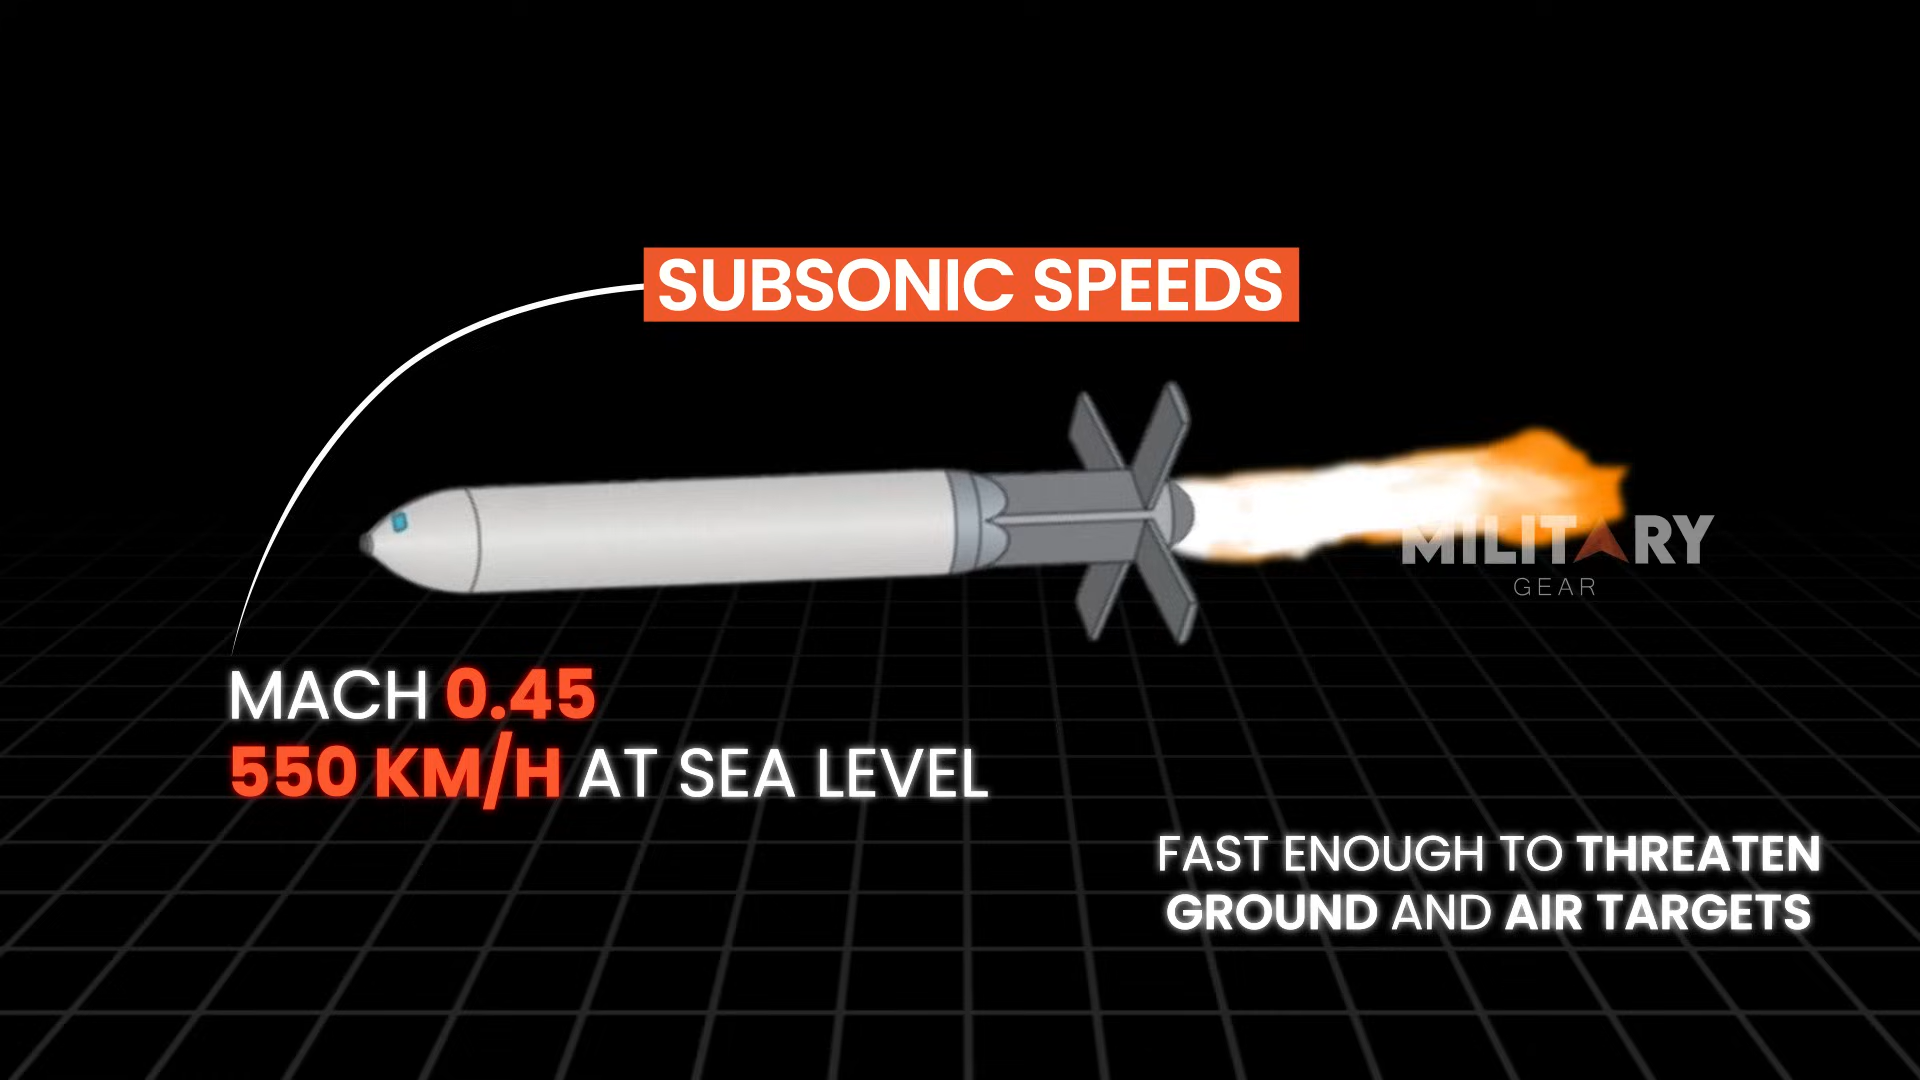 SUBSONIC SPEEDS
MILITARY
GEAR
MACH 0.45
550 KM/H AT SEA LEVEL
FAST ENOUGH TO THREATEN
GROUND AND AIR TARGETS